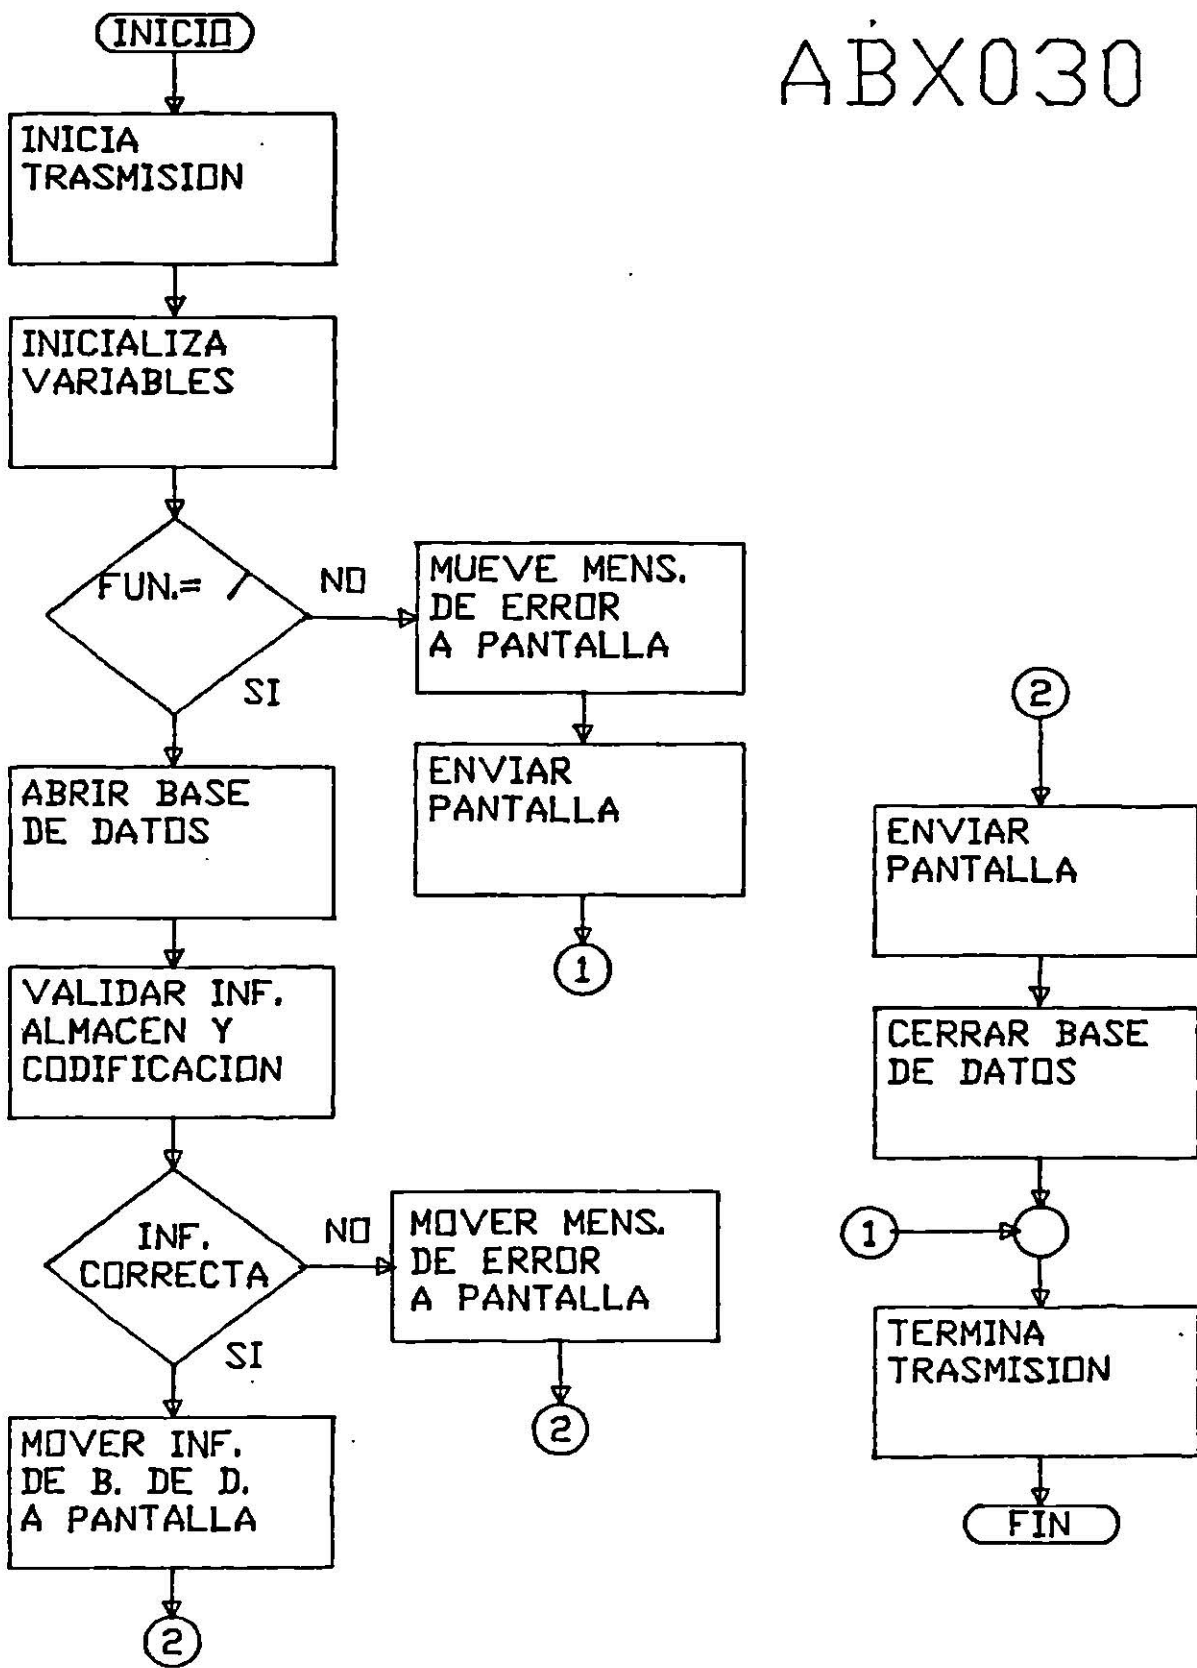 INICIO
ABX030
INICIA
TRASMISION
INICIALIZA
VARIABLES
FUN.= /
NO
SI
MUEVE MENS.
DE ERROR
A PANTALLA
ENVIAR
PANTALLA
1
ABRIR BASE
DE DATOS
VALIDAR INF.
ALMACEN Y
CODIFICACION
INF.
CORRECTA
NO
SI
MOVER MENS.
DE ERROR
A PANTALLA
2
MOVER INF.
DE B. DE D.
A PANTALLA
2
2
ENVIAR
PANTALLA
CERRAR BASE
DE DATOS
1
TERMINA
TRASMISION
FIN